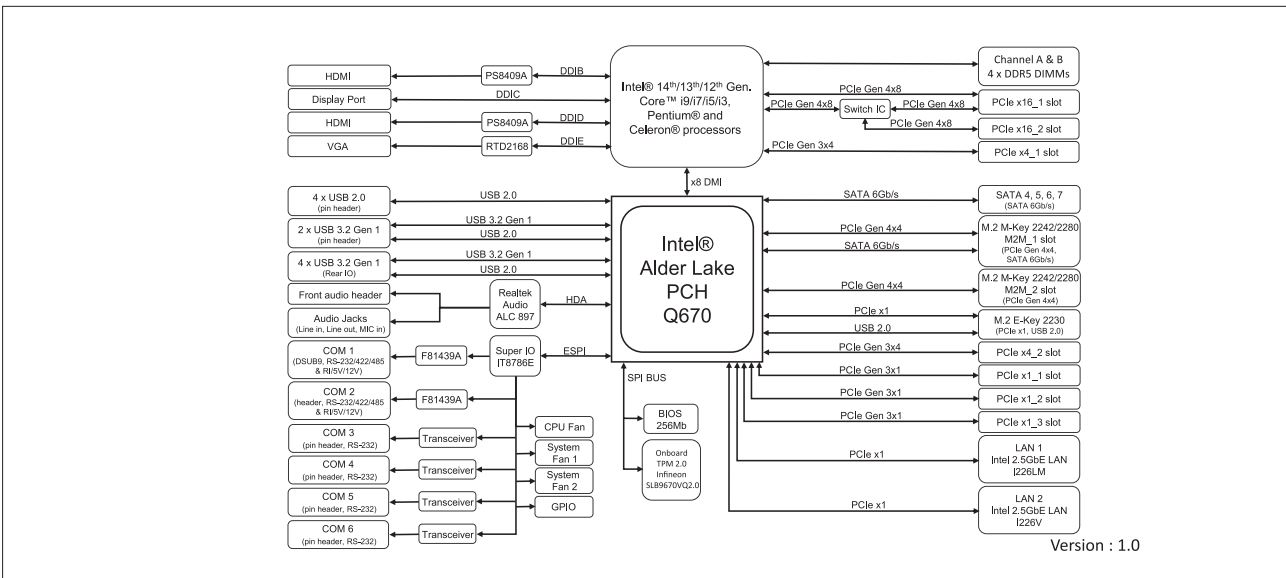 HDMI
PS8409A
DDIB
Display Port
DDIC
HDMI
PS8409A
DDID
VGA
RTD2168
DDIE
Intel® 14th/13th/12th Gen.
Core™ i9/i7/i5/i3,
Pentium® and
Celeron® processors
Channel A & B
4 x DDR5 DIMMs
PCIe Gen 4x8
PCIe x16_1 slot
PCIe Gen 4x8
Switch IC
PCIe Gen 4x8
PCIe Gen 4x8
PCIe x16_2 slot
PCIe Gen 3x4
PCIe x4_1 slot
x8 DMI
4 x USB 2.0
(pin header)
USB 2.0
2 x USB 3.2 Gen 1
(pin header)
USB 3.2 Gen 1
USB 2.0
4 x USB 3.2 Gen 1
(Rear IO)
USB 3.2 Gen 1
USB 2.0
Front audio header
Audio Jacks
(Line in, Line out, MIC in)
Realtek
Audio
ALC 897
HDA
COM 1
(DSUB9, RS-232/422/485
& RI/5V/12V)
F81439A
Super IO
IT8786E
ESPI
COM 2
(header, RS-232/422/485
& RI/5V/12V)
F81439A
COM 3
(pin header, RS-232)
Transceiver
COM 4
(pin header, RS-232)
Transceiver
COM 5
(pin header, RS-232)
Transceiver
COM 6
(pin header, RS-232)
Transceiver
CPU Fan
System
Fan 1
System
Fan 2
GPIO
Intel®
Alder Lake
PCH
Q670
SPI BUS
BIOS
256Mb
Onboard
TPM 2.0
Infineon
SLB9670VQ2.0
SATA 6Gb/s
SATA 4, 5, 6, 7
(SATA 6Gb/s)
PCIe Gen 4x4
SATA 6Gb/s
M.2 M-Key 2242/2280
M2M_1 slot
(PCIe Gen 4x4,
SATA 6Gb/s)
PCIe Gen 4x4
M.2 M-Key 2242/2280
M2M_2 slot
(PCIe Gen 4x4)
PCIe x1
USB 2.0
M.2 E-Key 2230
(PCIe x1, USB 2.0)
PCIe Gen 3x4
PCIe x4_2 slot
PCIe Gen 3x1
PCIe x1_1 slot
PCIe Gen 3x1
PCIe x1_2 slot
PCIe Gen 3x1
PCIe x1_3 slot
PCIe x1
LAN 1
Intel 2.5GbE LAN
I226LM
PCIe x1
LAN 2
Intel 2.5GbE LAN
I226V
Version : 1.0